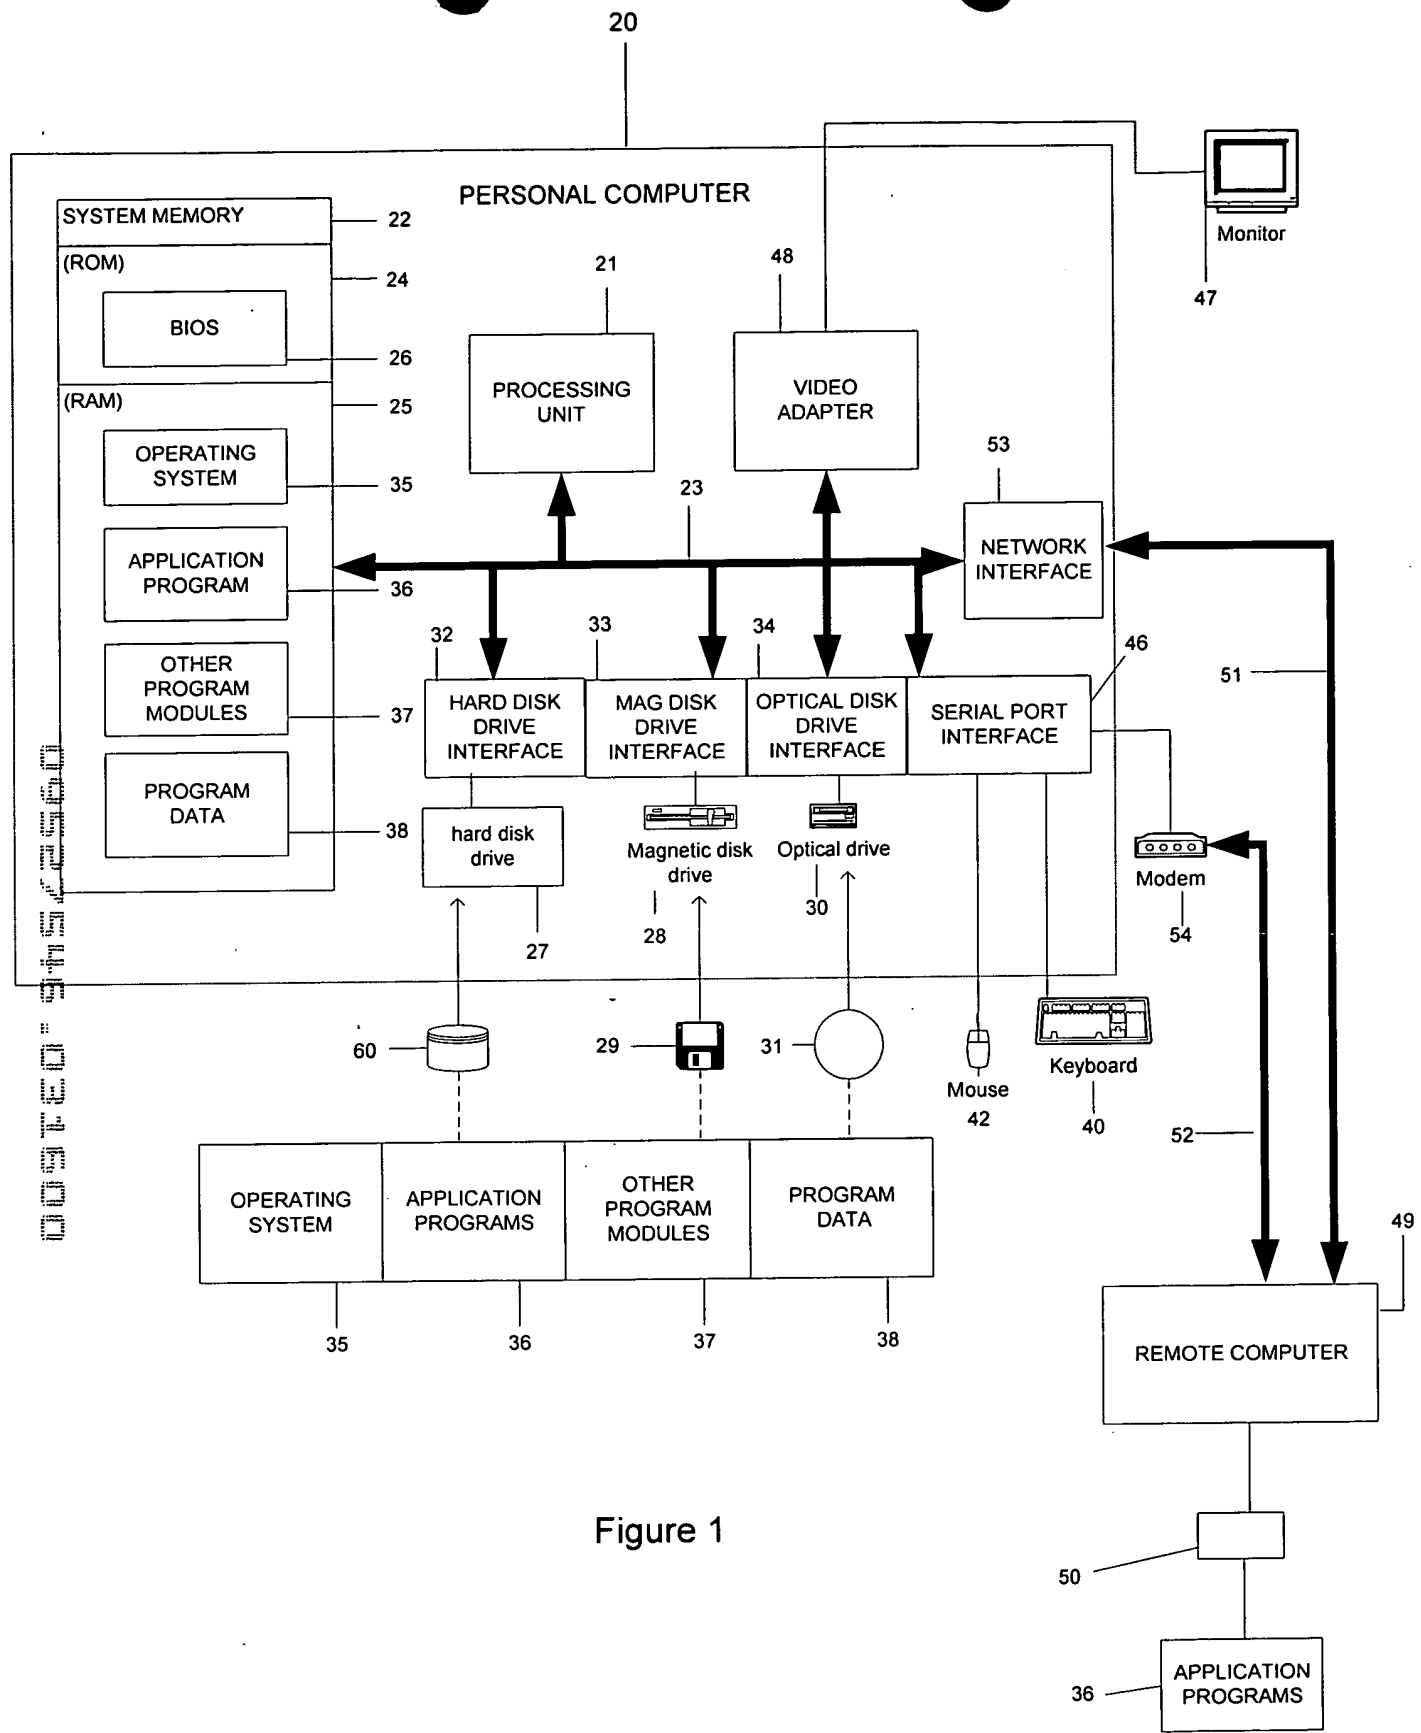 20
PERSONAL COMPUTER
SYSTEM MEMORY
22
(ROM)
24
BIOS
26
(RAM)
25
OPERATING
SYSTEM
35
APPLICATION
PROGRAM
36
OTHER
PROGRAM
MODULES
37
PROGRAM
DATA
38
21
PROCESSING
UNIT
48
VIDEO
ADAPTER
Monitor
47
23
53
NETWORK
INTERFACE
32
HARD DISK
DRIVE
INTERFACE
33
MAG DISK
DRIVE
INTERFACE
34
OPTICAL DISK
DRIVE
INTERFACE
46
SERIAL PORT
INTERFACE
51
hard disk
drive
27
Magnetic disk
drive
28
Optical drive
30
Modem
54
60
29
31
Mouse
42
Keyboard
40
52
OPERATING
SYSTEM
APPLICATION
PROGRAMS
OTHER
PROGRAM
MODULES
PROGRAM
DATA
35
36
37
38
49
REMOTE COMPUTER
50
36
APPLICATION
PROGRAMS
Figure 1
09527546.031600